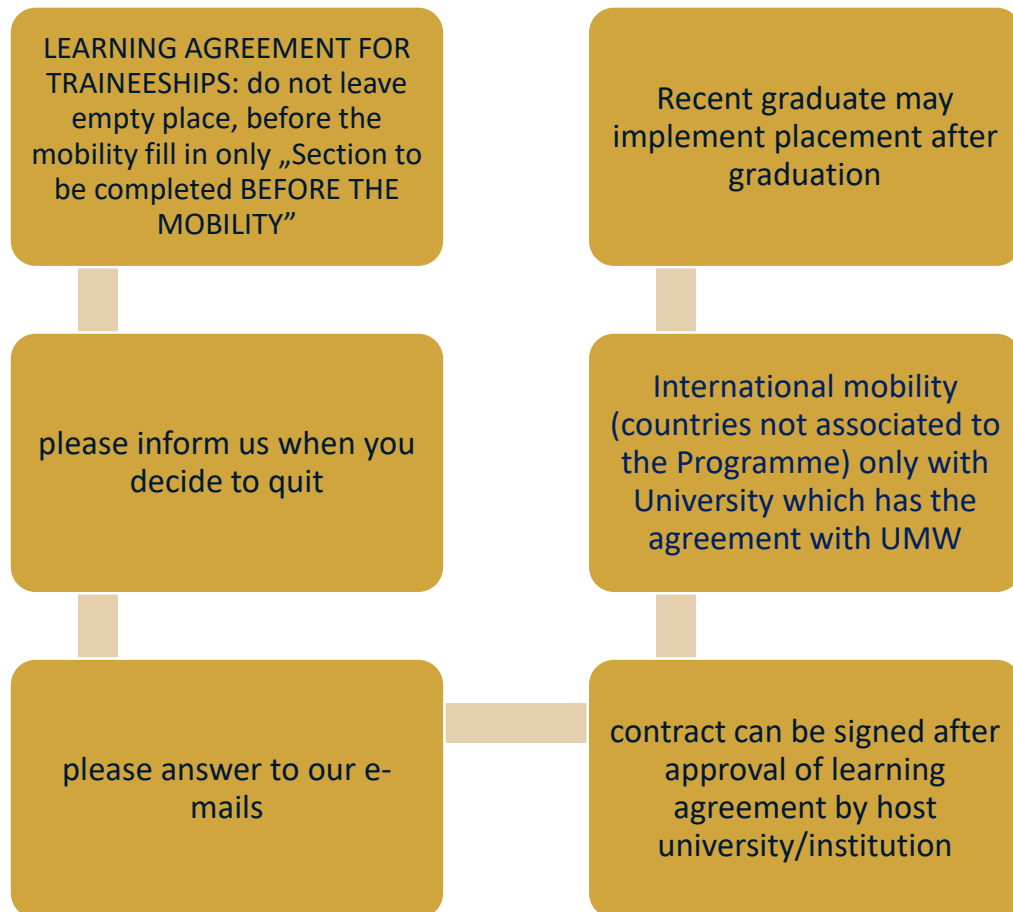 LEARNING AGREEMENT FOR
TRAINEESHIPS: do not leave
empty place, before the
mobility fill in only „Section to
be completed BEFORE THE
MOBILITY”
please inform us when you
decide to quit
please answer to our e-
mails
contract can be signed after
approval of learning
agreement by host
university/institution
International mobility
(countries not associated to
the Programme) only with
University which has the
agreement with UMW
Recent graduate may
implement placement after
graduation